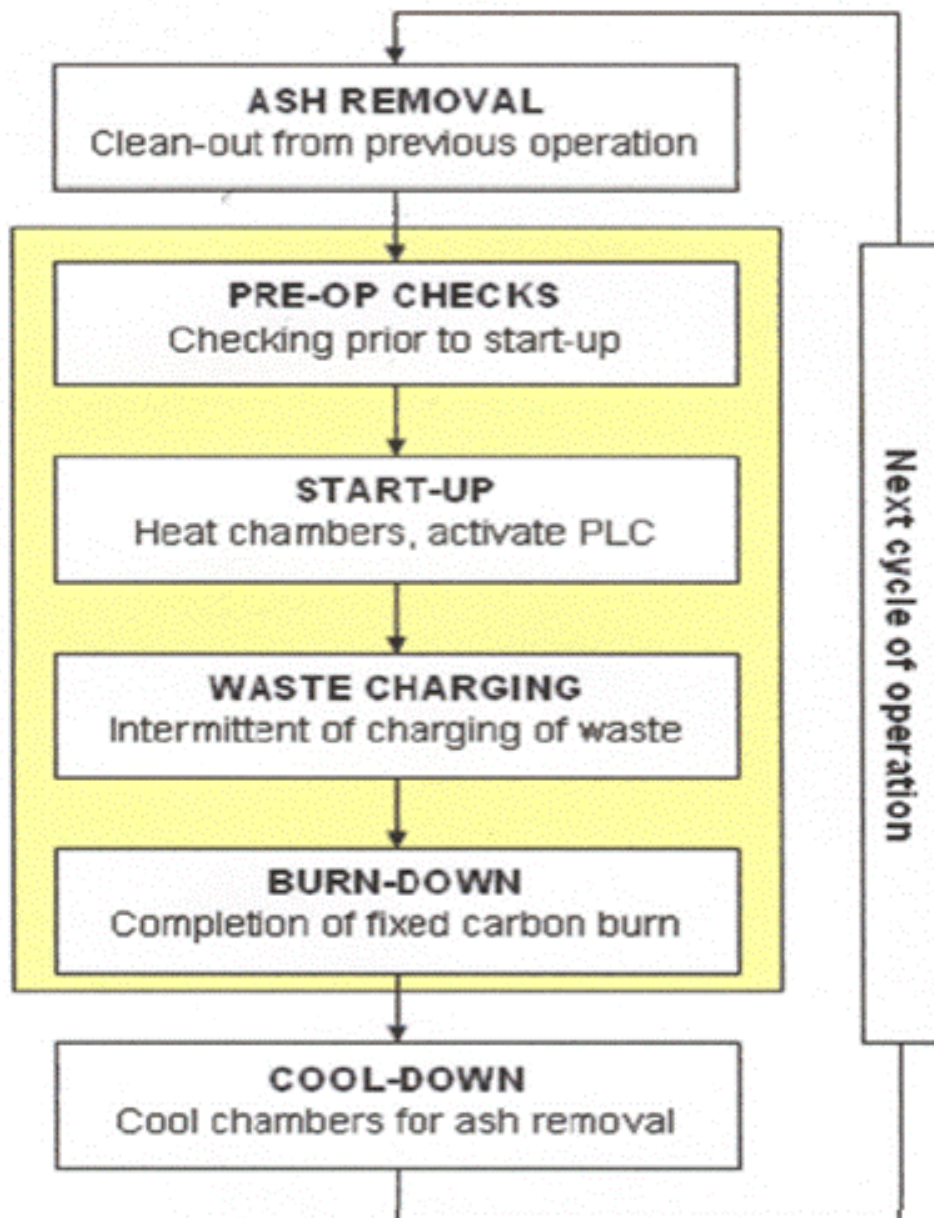 ASH REMOVAL
Clean-out from previous operation
PRE-OP CHECKS
Checking prior to start-up
START-UP
Heat chambers, activate PLC
WASTE CHARGING
Intermittent of charging of waste
BURN-DOWN
Completion of fixed carbon burn
COOL-DOWN
Cool chambers for ash removal
Next cycle of operation